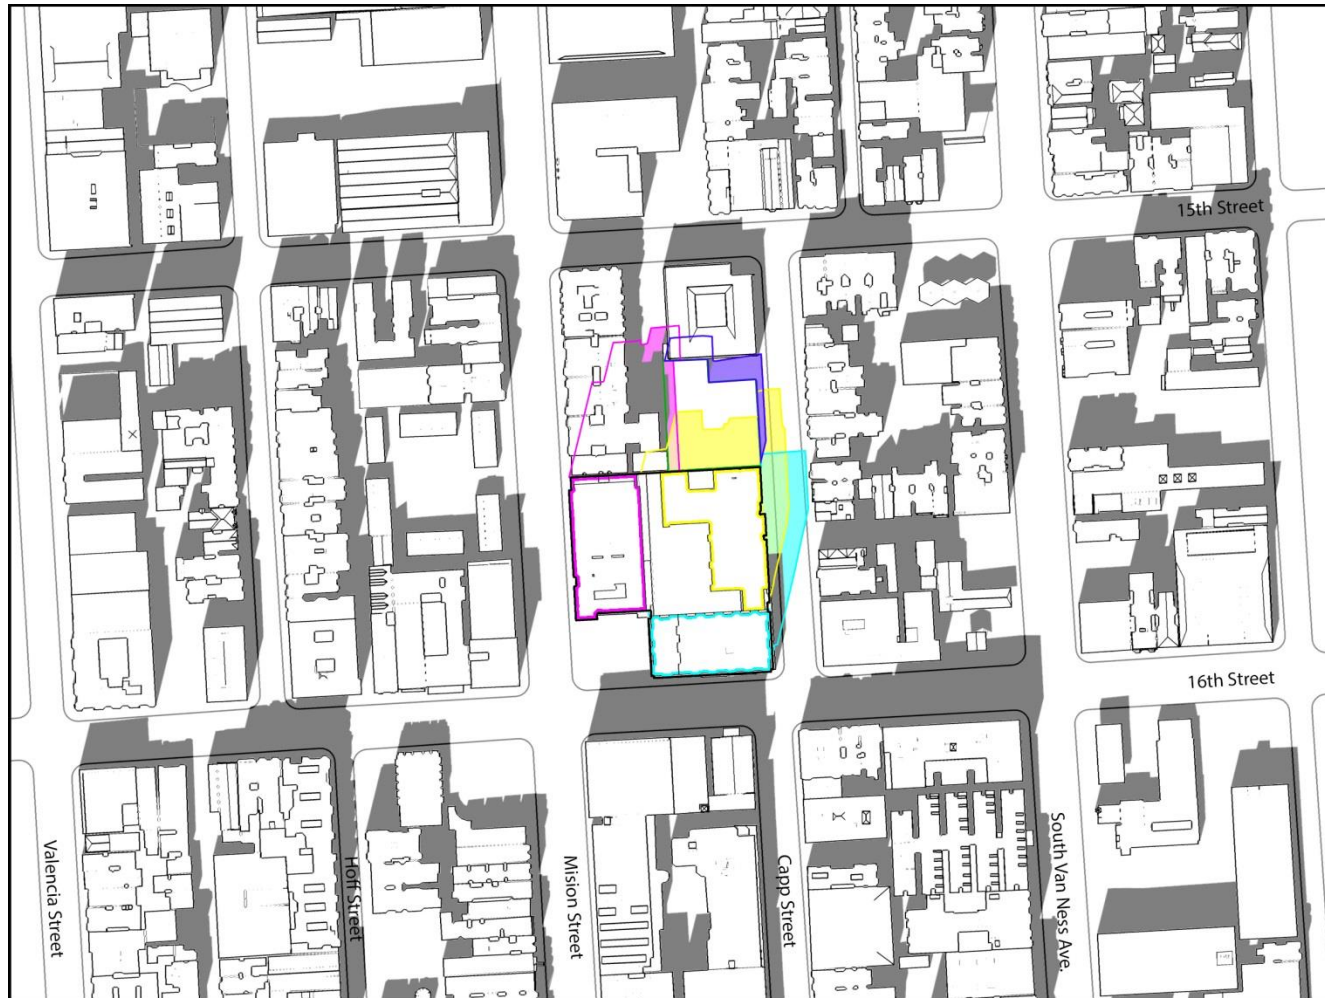 15th Street
16th Street
Valencia Street
Hoff Street
Mision Street
Capp Street
South Van Ness Ave.